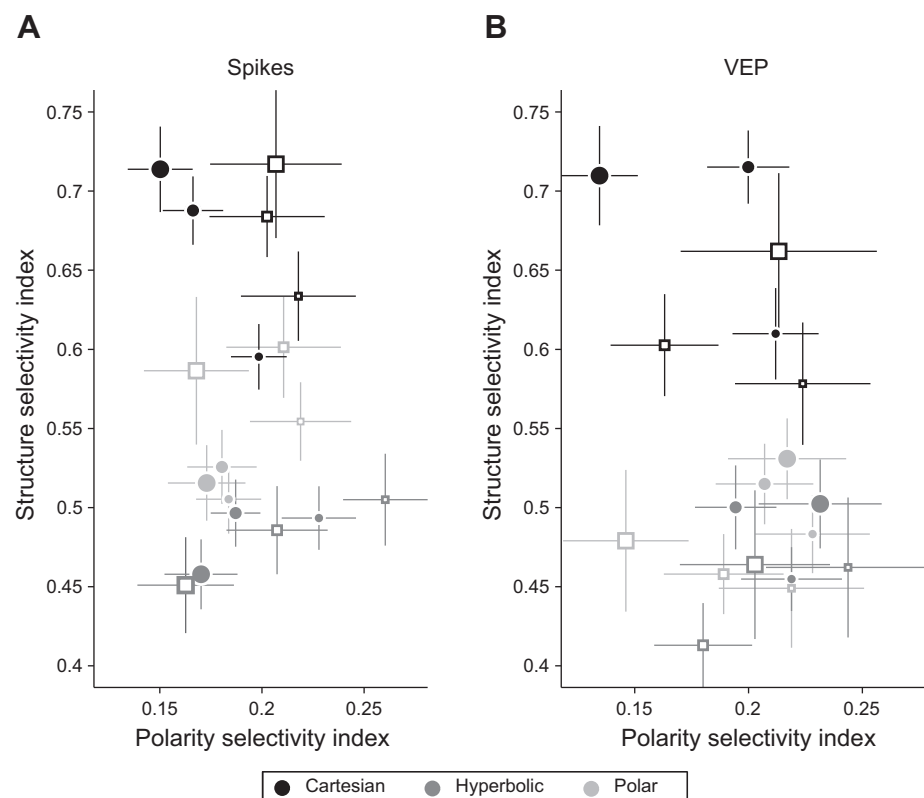 A
B
Spikes
VEP
0.75
0.7
0.65
0.6
0.55
0.5
0.45
0.4
Structure selectivity index
0.15
0.2
0.25
Polarity selectivity index
0.75
0.7
0.65
0.6
0.55
0.5
0.45
0.4
Structure selectivity index
0.15
0.2
0.25
Polarity selectivity index
Cartesian Hyperbolic Polar